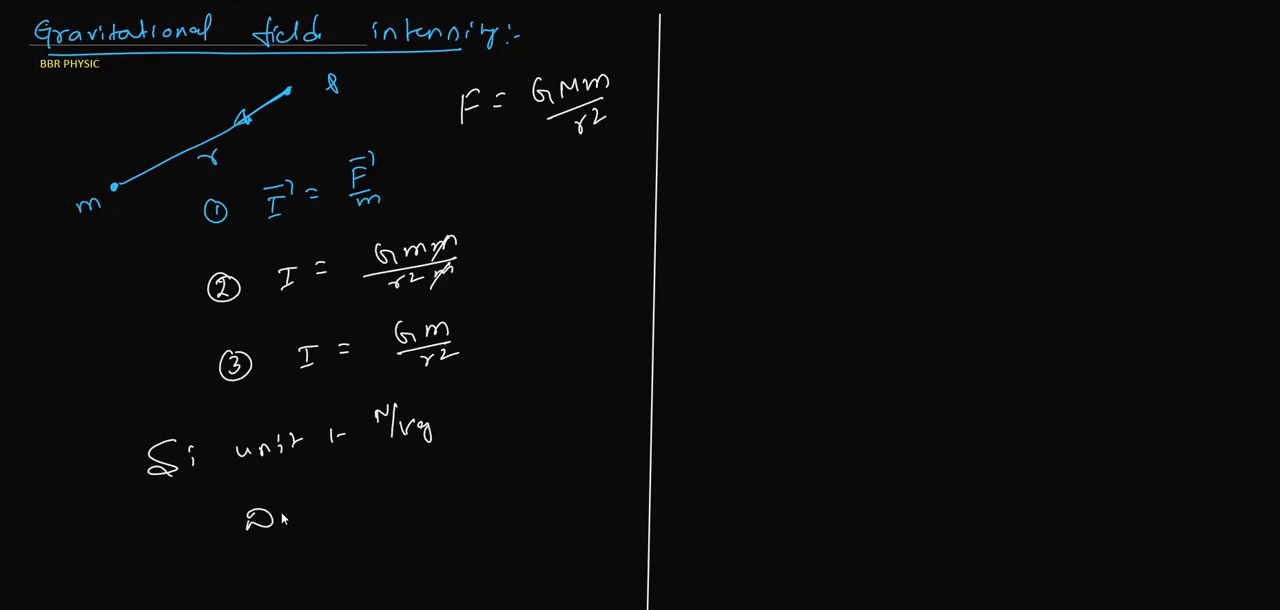 Gravitational field intensity:-
BBR PHYSIC
F = GMm/r²
r
m
① I⃗ = F⃗/m
② I = Gmm/r²m
③ I = Gm/r²
Si unit :- N/kg
D